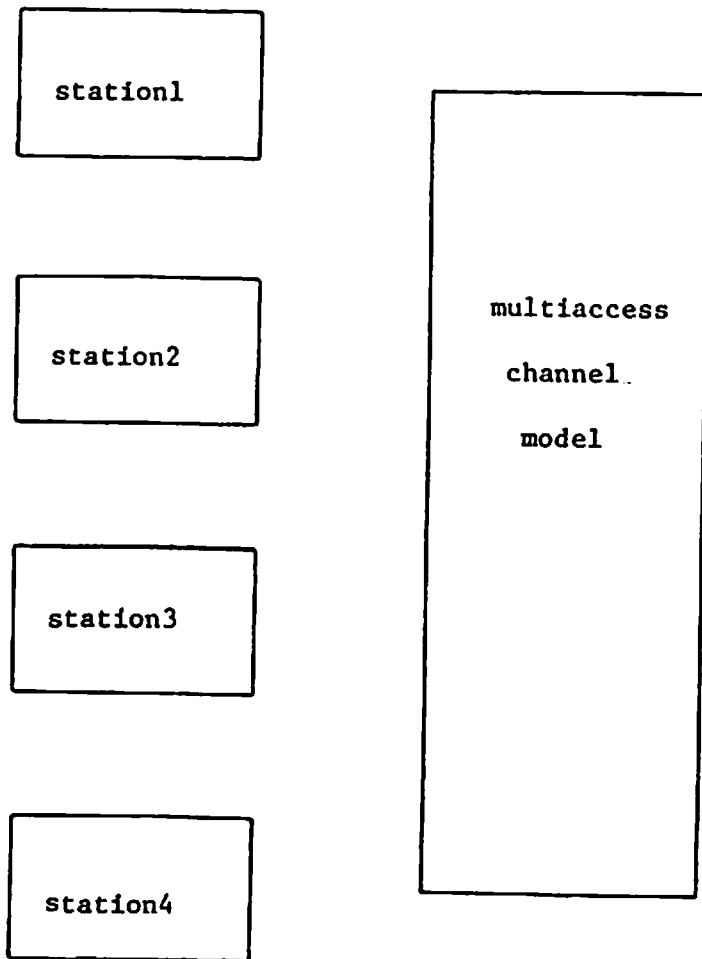 station1
station2
station3
station4
multiaccess
channel
model